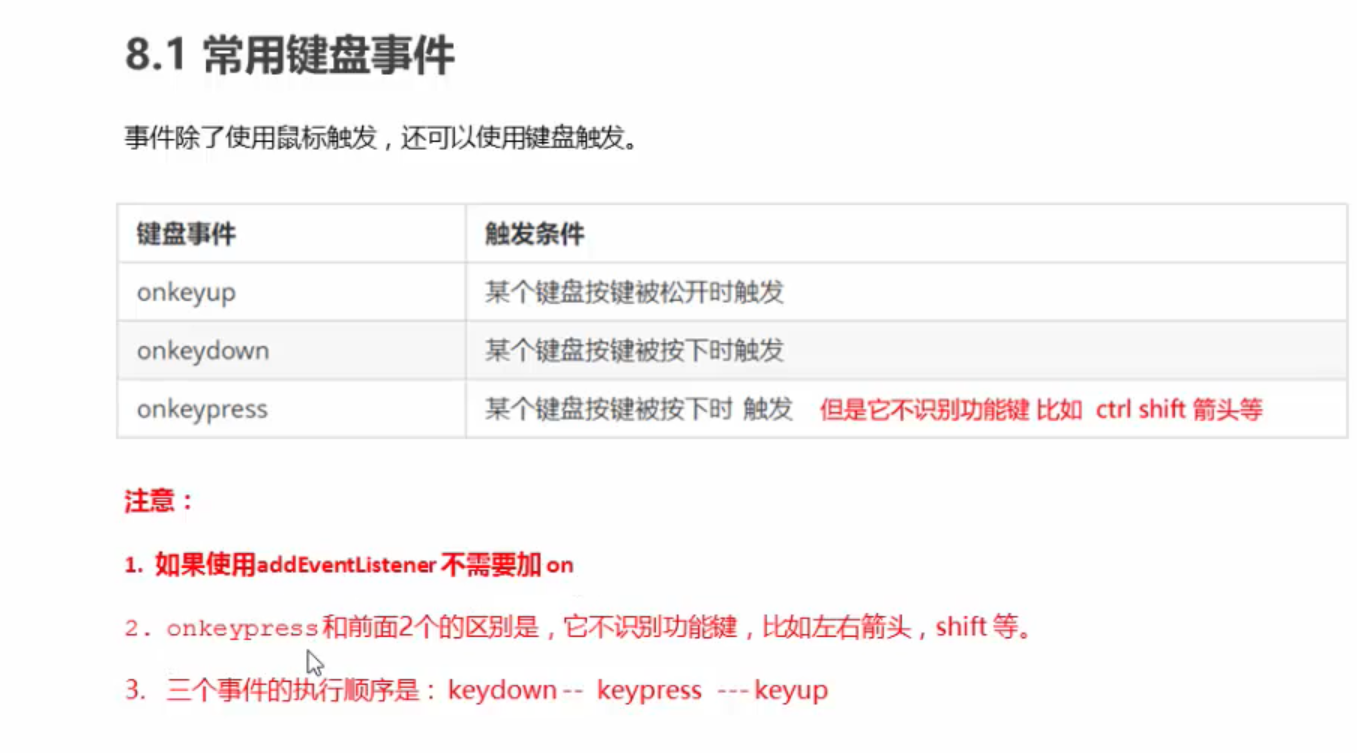 8.1 常用键盘事件
事件除了使用鼠标触发，还可以使用键盘触发。
键盘事件 触发条件
onkeyup 某个键盘按键被松开时触发
onkeydown 某个键盘按键被按下时触发
onkeypress 某个键盘按键被按下时 触发 但是它不识别功能键 比如 ctrl shift 箭头等
注意：
1. 如果使用addEventListener 不需要加 on
2. onkeypress和前面2个的区别是，它不识别功能键，比如左右箭头，shift 等。
3. 三个事件的执行顺序是：keydown -- keypress --- keyup